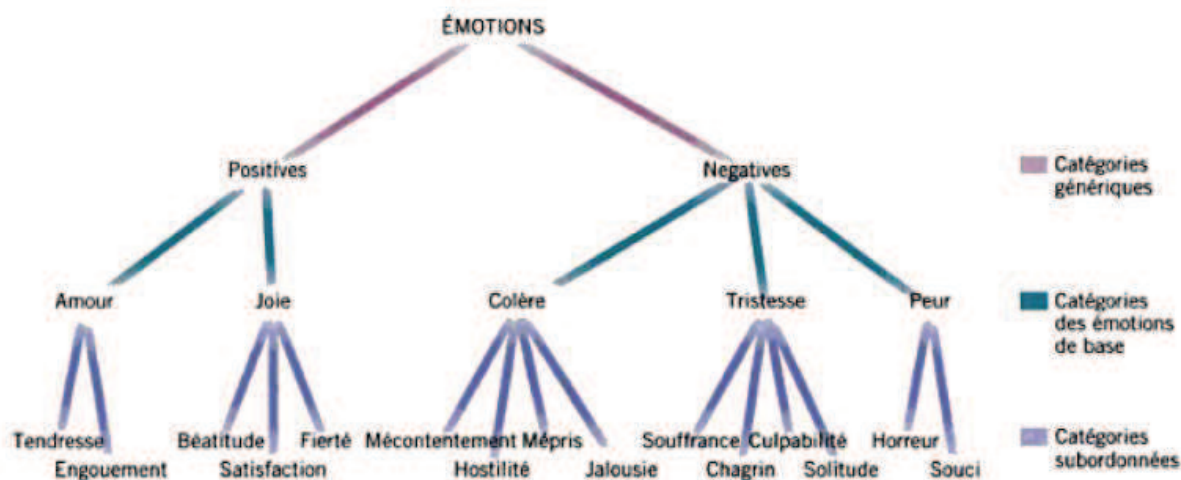 ÉMOTIONS
Positives
Negatives
Catégories
génériques
Amour
Joie
Colère
Tristesse
Peur
Catégories
des émotions
de base
Tendresse
Béatitude
Fierté
Mécontentement
Mépris
Souffrance
Culpabilité
Horreur
Engouement
Satisfaction
Hostilité
Jalousie
Chagrin
Solitude
Souci
Catégories
subordonnées